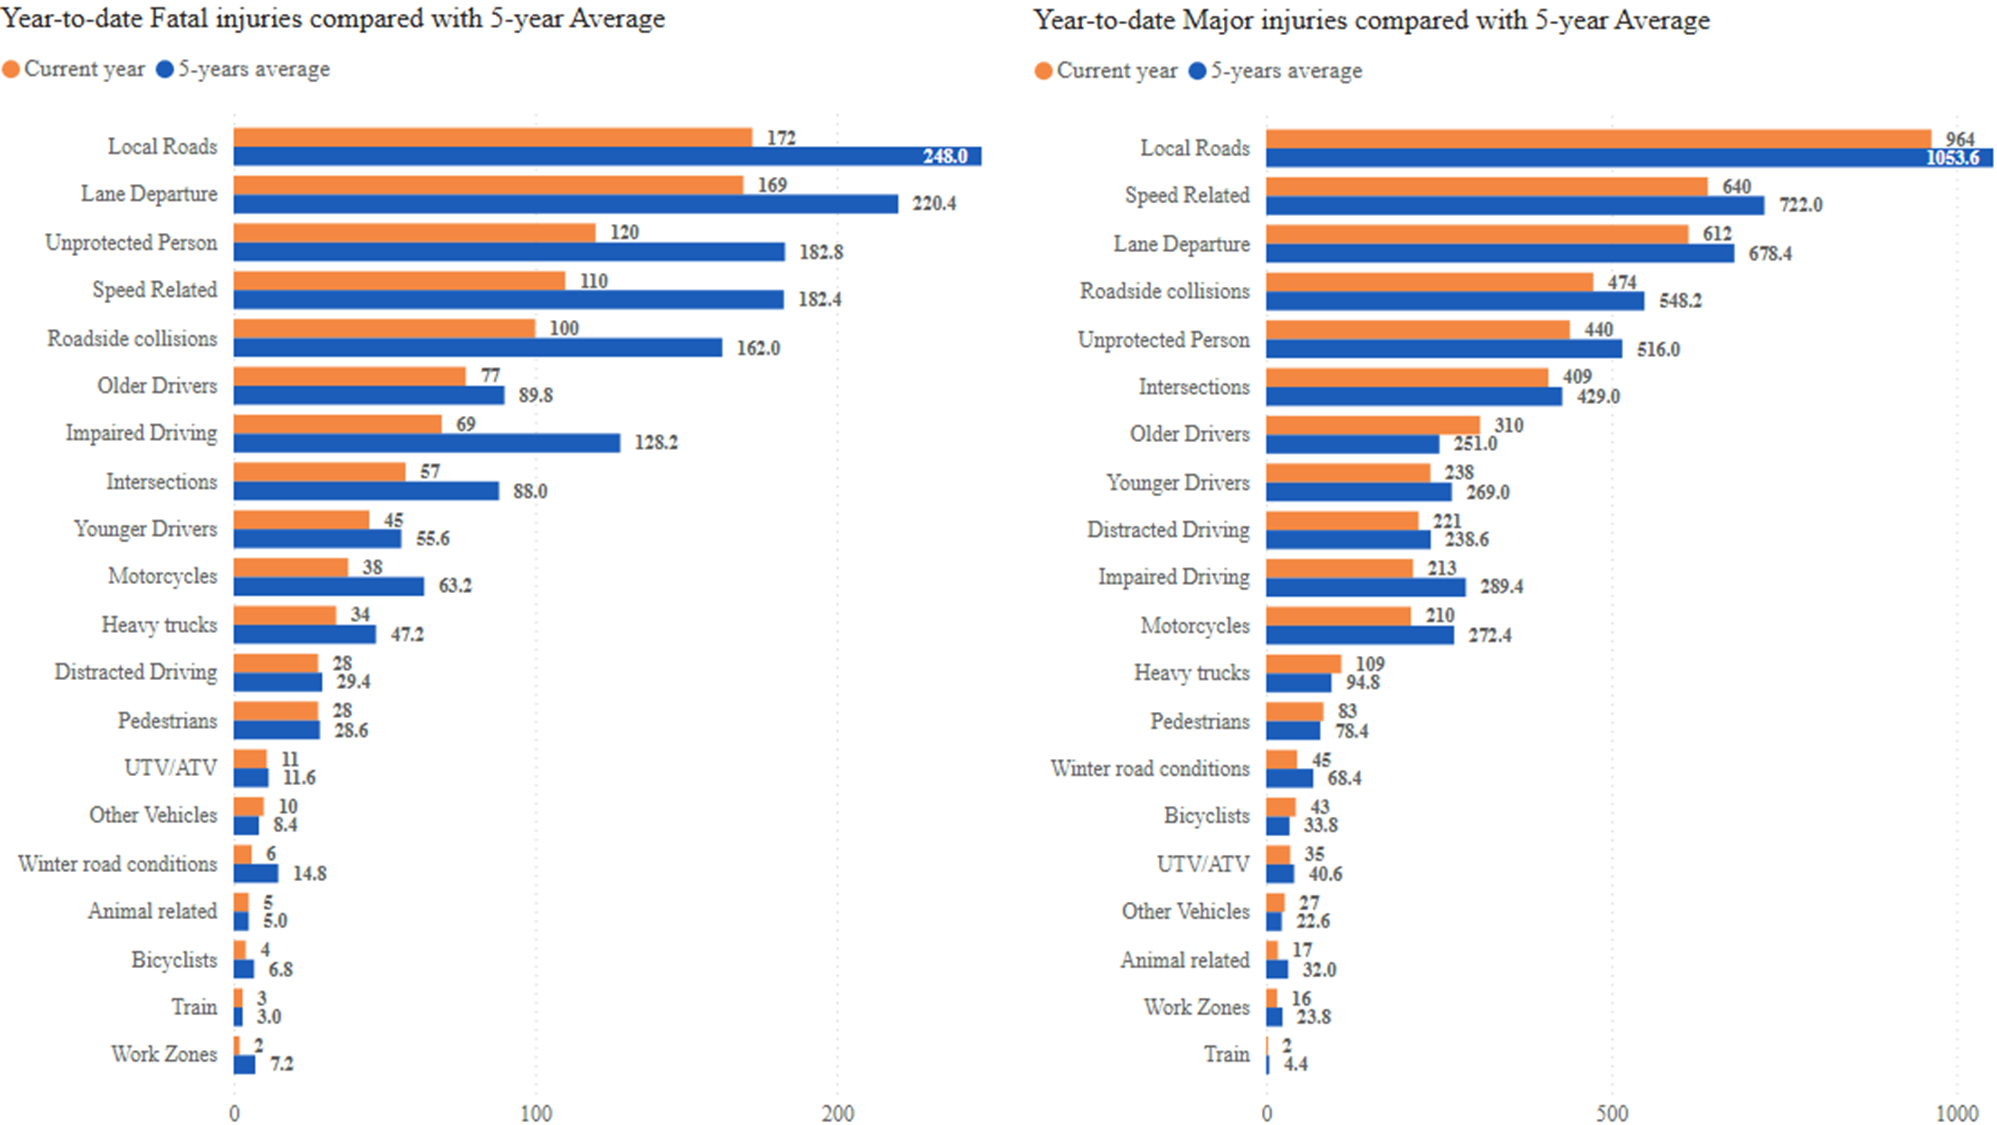 Year-to-date Fatal injuries compared with 5-year Average
Current year 5-years average
Local Roads 172
248.0
Lane Departure 169
220.4
Unprotected Person 120
182.8
Speed Related 110
182.4
Roadside collisions 100
162.0
Older Drivers 77
89.8
Impaired Driving 69
128.2
Intersections 57
88.0
Younger Drivers 45
55.6
Motorcycles 38
63.2
Heavy trucks 34
47.2
Distracted Driving 28
29.4
Pedestrians 28
28.6
UTV/ATV 11
11.6
Other Vehicles 10
8.4
Winter road conditions 6
14.8
Animal related 5
5.0
Bicyclists 4
6.8
Train 3
3.0
Work Zones 2
7.2
0 100 200
Year-to-date Major injuries compared with 5-year Average
Current year 5-years average
Local Roads 964
1053.6
Speed Related 640
722.0
Lane Departure 612
678.4
Roadside collisions 474
548.2
Unprotected Person 440
516.0
Intersections 409
429.0
Older Drivers 310
251.0
Younger Drivers 238
269.0
Distracted Driving 221
238.6
Impaired Driving 213
289.4
Motorcycles 210
272.4
Heavy trucks 109
94.8
Pedestrians 83
78.4
Winter road conditions 45
68.4
Bicyclists 43
33.8
UTV/ATV 35
40.6
Other Vehicles 27
22.6
Animal related 17
32.0
Work Zones 16
23.8
Train 2
4.4
0 500 1000